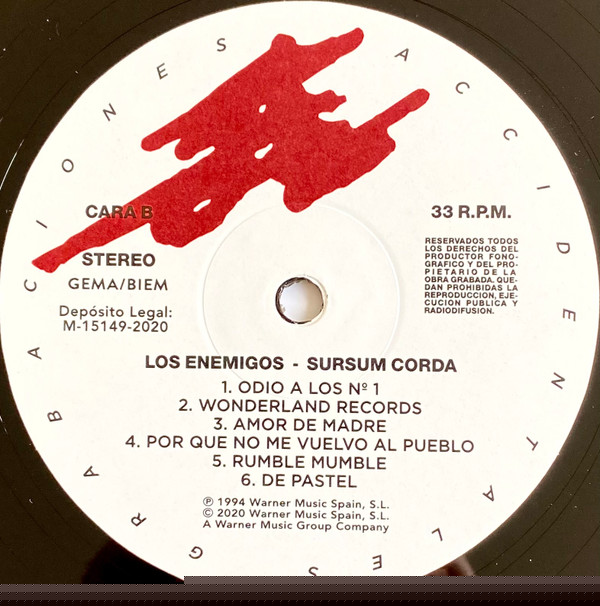 GRABACIONES ACCIDENTALES
CARA B
33 R.P.M.
STEREO
GEMA/BIEM
Depósito Legal:
M-15149-2020
RESERVADOS TODOS
LOS DERECHOS DEL
PRODUCTOR FONO-
GRAFICO Y DEL PRO-
PIETARIO DE LA
OBRA GRABADA. QUE-
DAN PROHIBIDAS LA
REPRODUCCION, EJE-
CUCION PUBLICA Y
RADIODIFUSION.
LOS ENEMIGOS - SURSUM CORDA
1. ODIO A LOS Nº 1
2. WONDERLAND RECORDS
3. AMOR DE MADRE
4. POR QUE NO ME VUELVO AL PUEBLO
5. RUMBLE MUMBLE
6. DE PASTEL
℗ 1994 Warner Music Spain, S.L.
© 2020 Warner Music Spain, S.L.
A Warner Music Group Company